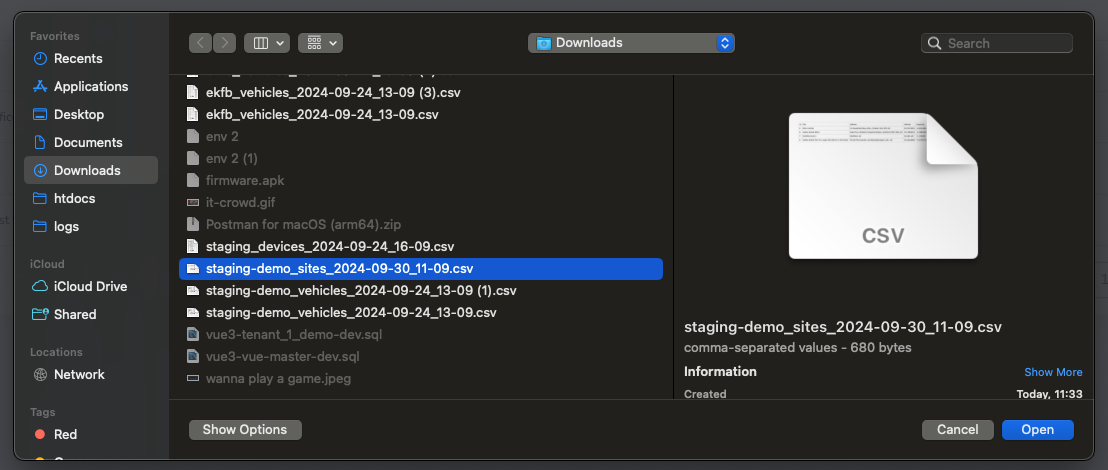 Favorites
Recents
Applications
Desktop
Documents
Downloads
htdocs
logs
iCloud
iCloud Drive
Shared
Locations
Network
Tags
Red
Downloads
Search
ekfb_vehicles_2024-09-24_13-09 (3).csv
ekfb_vehicles_2024-09-24_13-09.csv
env 2
env 2 (1)
firmware.apk
it-crowd.gif
Postman for macOS (arm64).zip
staging_devices_2024-09-24_16-09.csv
staging-demo_sites_2024-09-30_11-09.csv
staging-demo_vehicles_2024-09-24_13-09 (1).csv
staging-demo_vehicles_2024-09-24_13-09.csv
vue3-tenant_1_demo-dev.sql
vue3-vue-master-dev.sql
wanna play a game.jpeg
CSV
staging-demo_sites_2024-09-30_11-09.csv
comma-separated values - 680 bytes
Information Show More
Created Today, 11:33
Show Options
Cancel
Open